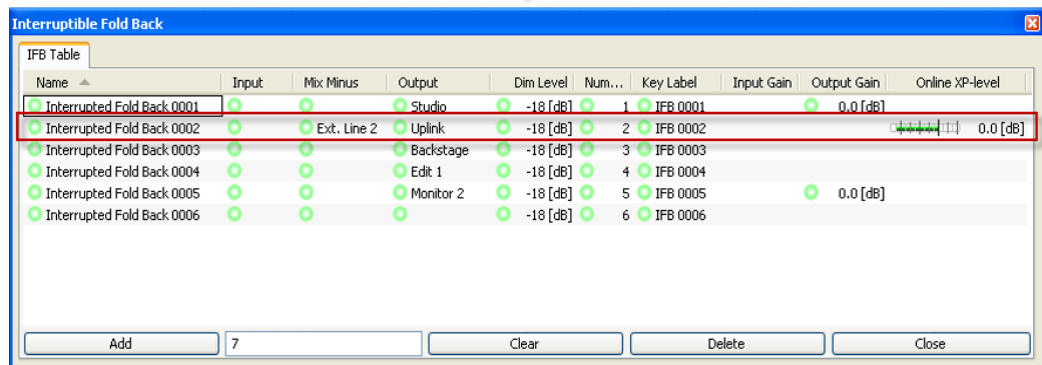 Interruptible Fold Back
IFB Table
Name Input Mix Minus Output Dim Level Num... Key Label Input Gain Output Gain Online XP-level
Interrupted Fold Back 0001 Studio -18 [dB] 1 IFB 0001 0.0 [dB]
Interrupted Fold Back 0002 Ext. Line 2 Uplink -18 [dB] 2 IFB 0002 0.0 [dB]
Interrupted Fold Back 0003 Backstage -18 [dB] 3 IFB 0003
Interrupted Fold Back 0004 Edit 1 -18 [dB] 4 IFB 0004
Interrupted Fold Back 0005 Monitor 2 -18 [dB] 5 IFB 0005 0.0 [dB]
Interrupted Fold Back 0006 -18 [dB] 6 IFB 0006
Add 7 Clear Delete Close